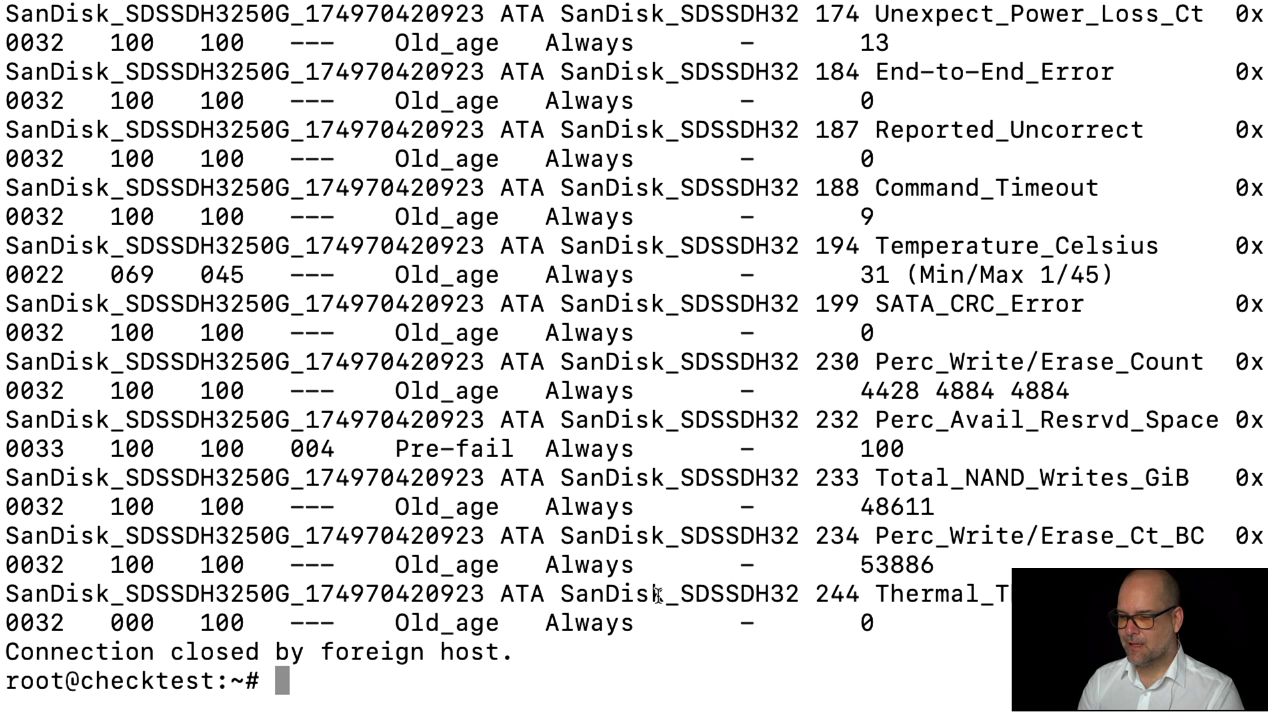 SanDisk_SDSSDH3250G_174970420923 ATA SanDisk_SDSSDH32 174 Unexpect_Power_Loss_Ct 0x
0032 100 100 --- Old_age Always - 13
SanDisk_SDSSDH3250G_174970420923 ATA SanDisk_SDSSDH32 184 End-to-End_Error 0x
0032 100 100 --- Old_age Always - 0
SanDisk_SDSSDH3250G_174970420923 ATA SanDisk_SDSSDH32 187 Reported_Uncorrect 0x
0032 100 100 --- Old_age Always - 0
SanDisk_SDSSDH3250G_174970420923 ATA SanDisk_SDSSDH32 188 Command_Timeout 0x
0032 100 100 --- Old_age Always - 9
SanDisk_SDSSDH3250G_174970420923 ATA SanDisk_SDSSDH32 194 Temperature_Celsius 0x
0022 069 045 --- Old_age Always - 31 (Min/Max 1/45)
SanDisk_SDSSDH3250G_174970420923 ATA SanDisk_SDSSDH32 199 SATA_CRC_Error 0x
0032 100 100 --- Old_age Always - 0
SanDisk_SDSSDH3250G_174970420923 ATA SanDisk_SDSSDH32 230 Perc_Write/Erase_Count 0x
0032 100 100 --- Old_age Always - 4428 4884 4884
SanDisk_SDSSDH3250G_174970420923 ATA SanDisk_SDSSDH32 232 Perc_Avail_Resrvd_Space 0x
0033 100 100 004 Pre-fail Always - 100
SanDisk_SDSSDH3250G_174970420923 ATA SanDisk_SDSSDH32 233 Total_NAND_Writes_GiB 0x
0032 100 100 --- Old_age Always - 48611
SanDisk_SDSSDH3250G_174970420923 ATA SanDisk_SDSSDH32 234 Perc_Write/Erase_Ct_BC 0x
0032 100 100 --- Old_age Always - 53886
SanDisk_SDSSDH3250G_174970420923 ATA SanDisk_SDSSDH32 244 Thermal_T
0032 000 100 --- Old_age Always - 0
Connection closed by foreign host.
root@checktest:~#